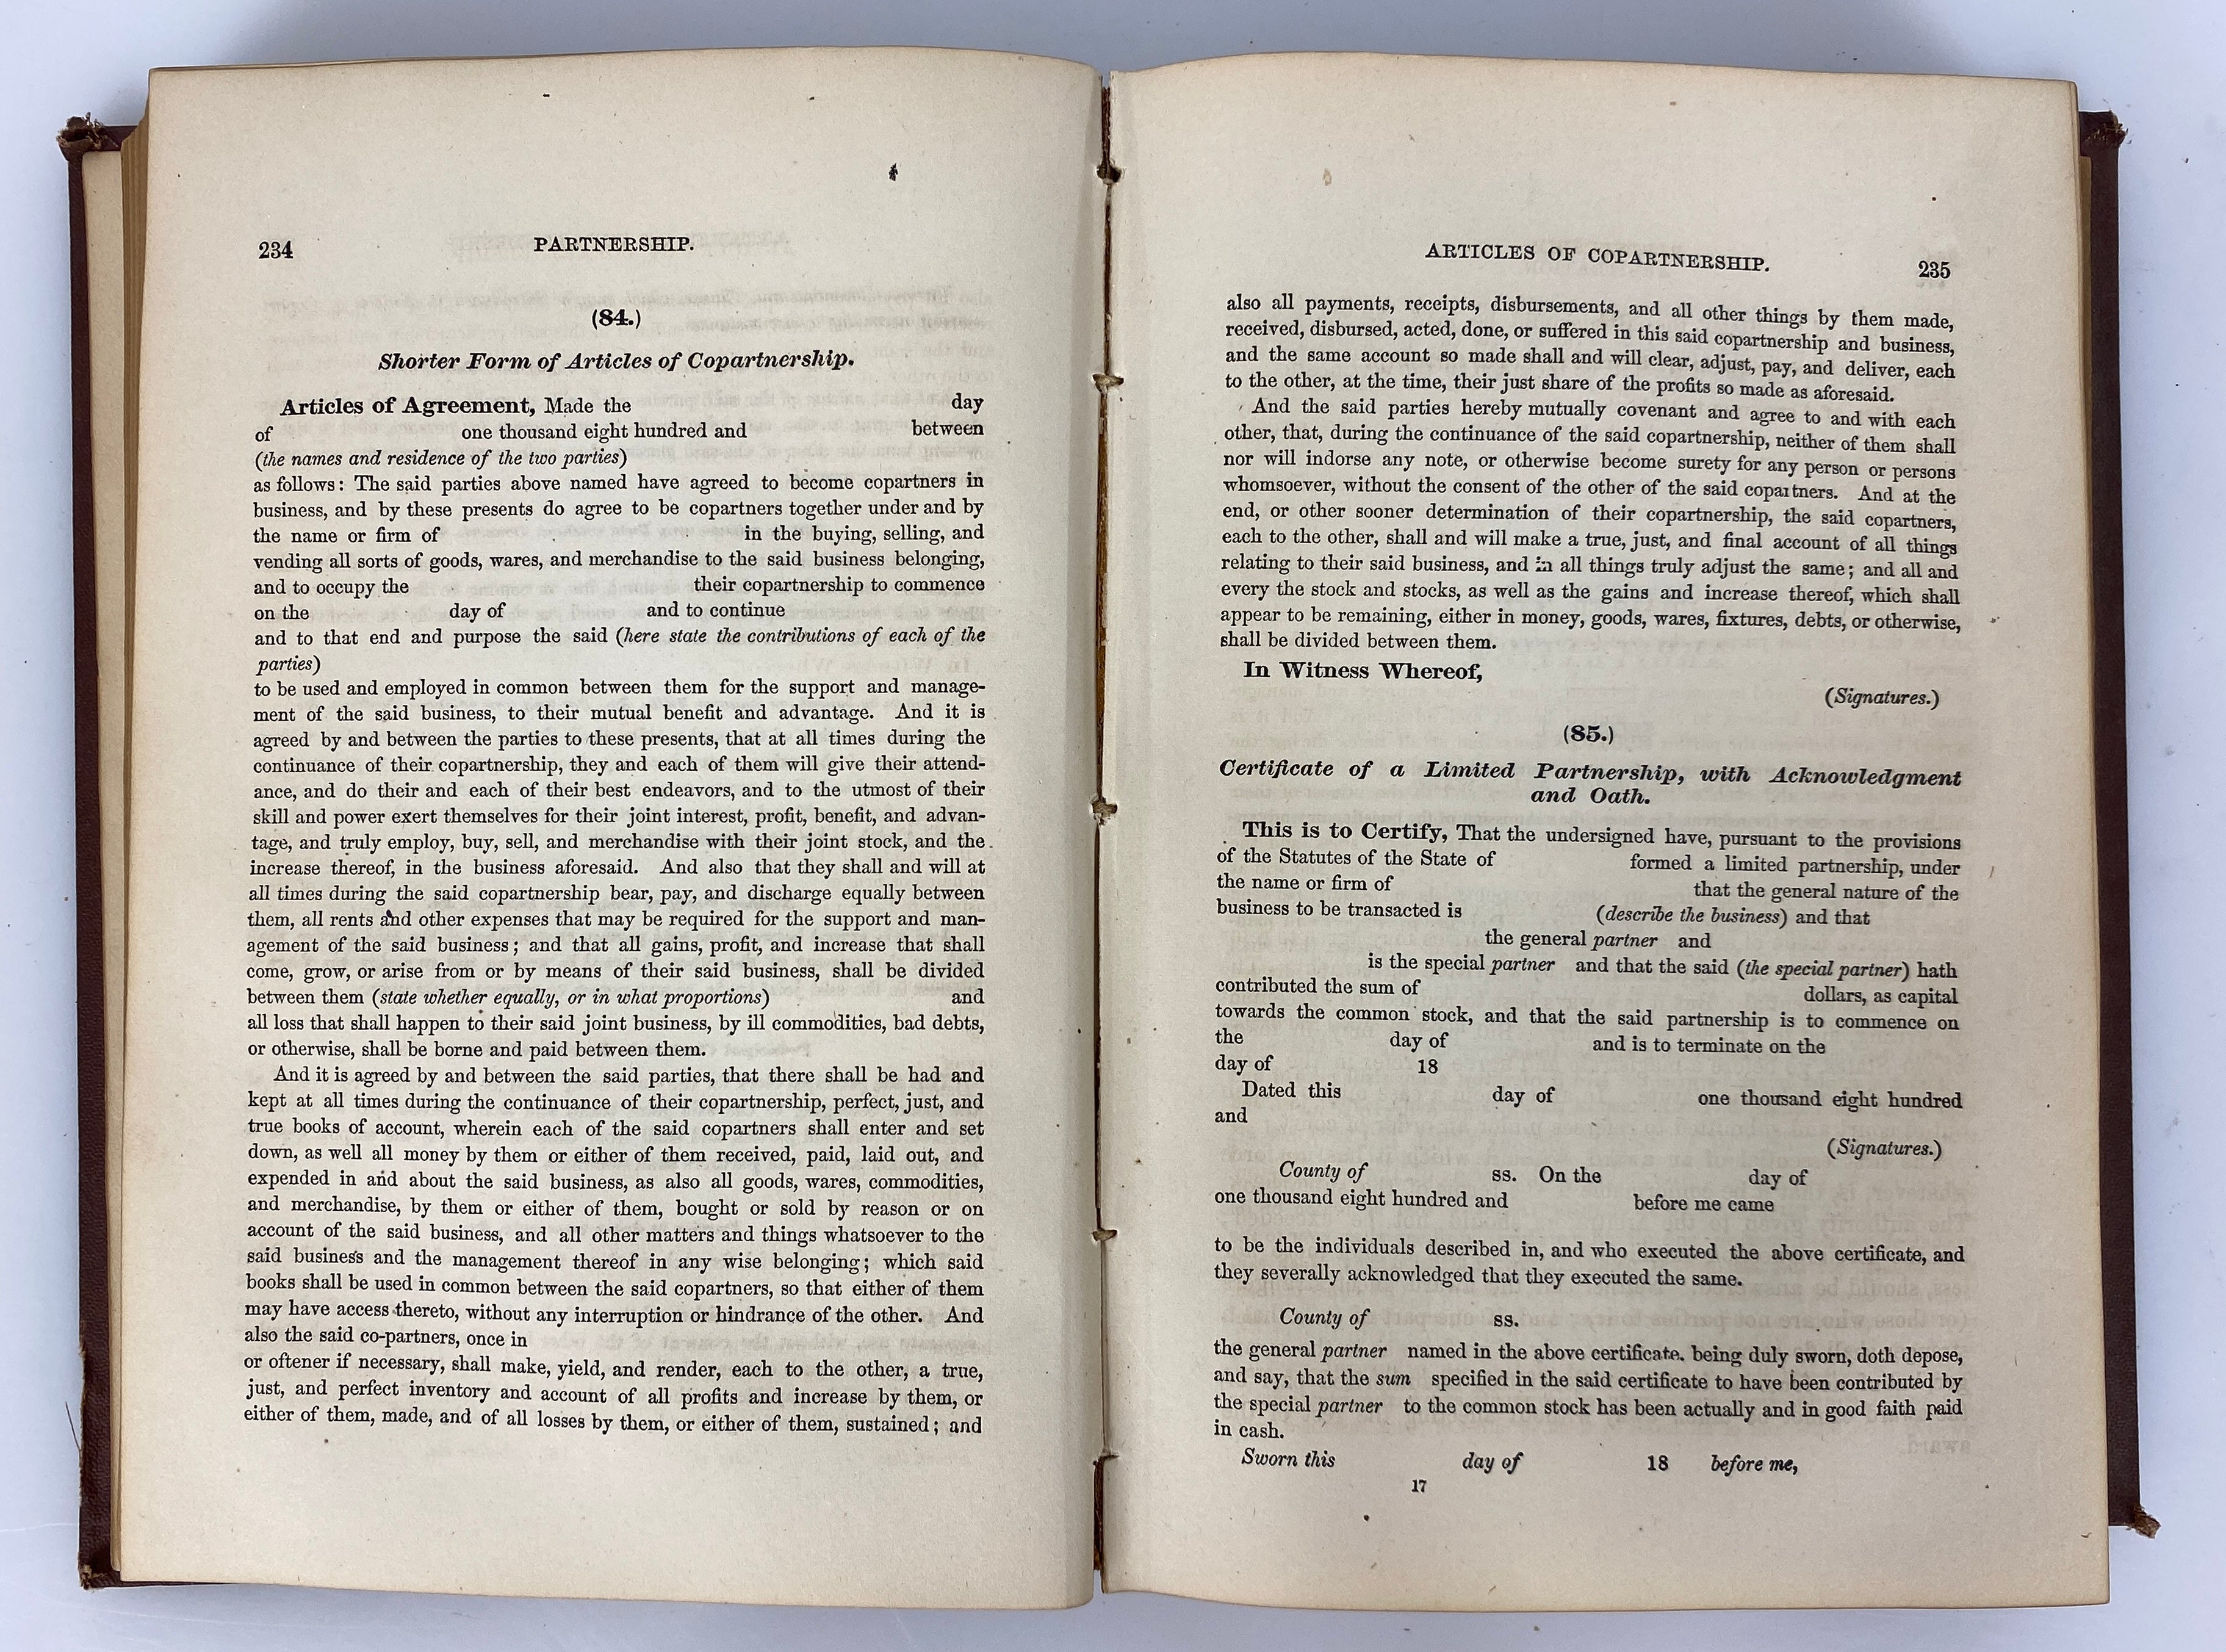 234
PARTNERSHIP.
(84.)
Shorter Form of Articles of Copartnership.
Articles of Agreement, Made the day
of one thousand eight hundred and between
(the names and residence of the two parties)
as follows: The said parties above named have agreed to become copartners in
business, and by these presents do agree to be copartners together under and by
the name or firm of in the buying, selling, and
vending all sorts of goods, wares, and merchandise to the said business belonging,
and to occupy the their copartnership to commence
on the day of and to continue
and to that end and purpose the said (here state the contributions of each of the
parties)
to be used and employed in common between them for the support and manage-
ment of the said business, to their mutual benefit and advantage. And it is
agreed by and between the parties to these presents, that at all times during the
continuance of their copartnership, they and each of them will give their attend-
ance, and do their and each of their best endeavors, and to the utmost of their
skill and power exert themselves for their joint interest, profit, benefit, and advan-
tage, and truly employ, buy, sell, and merchandise with their joint stock, and the
increase thereof, in the business aforesaid. And also that they shall and will at
all times during the said copartnership bear, pay, and discharge equally between
them, all rents and other expenses that may be required for the support and man-
agement of the said business; and that all gains, profit, and increase that shall
come, grow, or arise from or by means of their said business, shall be divided
between them (state whether equally, or in what proportions) and
all loss that shall happen to their said joint business, by ill commodities, bad debts,
or otherwise, shall be borne and paid between them.
And it is agreed by and between the said parties, that there shall be had and
kept at all times during the continuance of their copartnership, perfect, just, and
true books of account, wherein each of the said copartners shall enter and set
down, as well all money by them or either of them received, paid, laid out, and
expended in and about the said business, as also all goods, wares, commodities,
and merchandise, by them or either of them, bought or sold by reason or on
account of the said business, and all other matters and things whatsoever to the
said business and the management thereof in any wise belonging; which said
books shall be used in common between the said copartners, so that either of them
may have access thereto, without any interruption or hindrance of the other. And
also the said co-partners, once in
or oftener if necessary, shall make, yield, and render, each to the other, a true,
just, and perfect inventory and account of all profits and increase by them, or
either of them, made, and of all losses by them, or either of them, sustained; and
ARTICLES OF COPARTNERSHIP.
235
also all payments, receipts, disbursements, and all other things by them made,
received, disbursed, acted, done, or suffered in this said copartnership and business,
and the same account so made shall and will clear, adjust, pay, and deliver, each
to the other, at the time, their just share of the profits so made as aforesaid.
And the said parties hereby mutually covenant and agree to and with each
other, that, during the continuance of the said copartnership, neither of them shall
nor will indorse any note, or otherwise become surety for any person or persons
whomsoever, without the consent of the other of the said copartners. And at the
end, or other sooner determination of their copartnership, the said copartners,
each to the other, shall and will make a true, just, and final account of all things
relating to their said business, and in all things truly adjust the same; and all and
every the stock and stocks, as well as the gains and increase thereof, which shall
appear to be remaining, either in money, goods, wares, fixtures, debts, or otherwise,
shall be divided between them.
In Witness Whereof,
(Signatures.)
(85.)
Certificate of a Limited Partnership, with Acknowledgment
and Oath.
This is to Certify, That the undersigned have, pursuant to the provisions
of the Statutes of the State of formed a limited partnership, under
the name or firm of that the general nature of the
business to be transacted is (describe the business) and that
the general partner and
is the special partner and that the said (the special partner) hath
contributed the sum of dollars, as capital
towards the common stock, and that the said partnership is to commence on
the day of and is to terminate on the
day of 18
Dated this day of one thousand eight hundred
and
(Signatures.)
County of ss. On the day of
one thousand eight hundred and before me came
to be the individuals described in, and who executed the above certificate, and
they severally acknowledged that they executed the same.
County of ss.
the general partner named in the above certificate. being duly sworn, doth depose,
and say, that the sum specified in the said certificate to have been contributed by
the special partner to the common stock has been actually and in good faith paid
in cash.
Sworn this day of 18 before me,
17